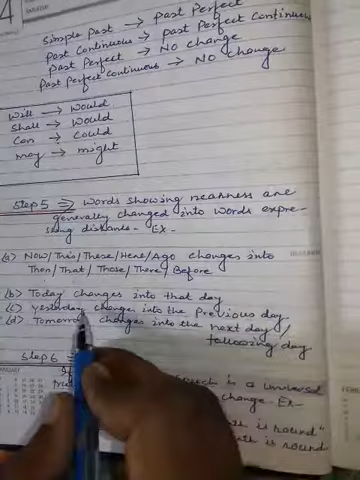 4
Simple Past → Past Perfect
Past Continuous → Past Perfect Continuous
Past Perfect → NO change
Past Perfect Continuous → NO change
Will → Would
Shall → Would
Can → Could
may → might
Step 5 ⇒ Words showing nearness are
generally changed into words expre-
ssing distance - Ex -
(a) Now/This/These/Here/Ago changes into
Then/That/Those/There/Before
(b) Today changes into that day
(c) Yesterday changes into the Previous day
(d) Tomorrow changes into the next day/
following day
Step 6
is a universal
change - Ex -
is round"
is round